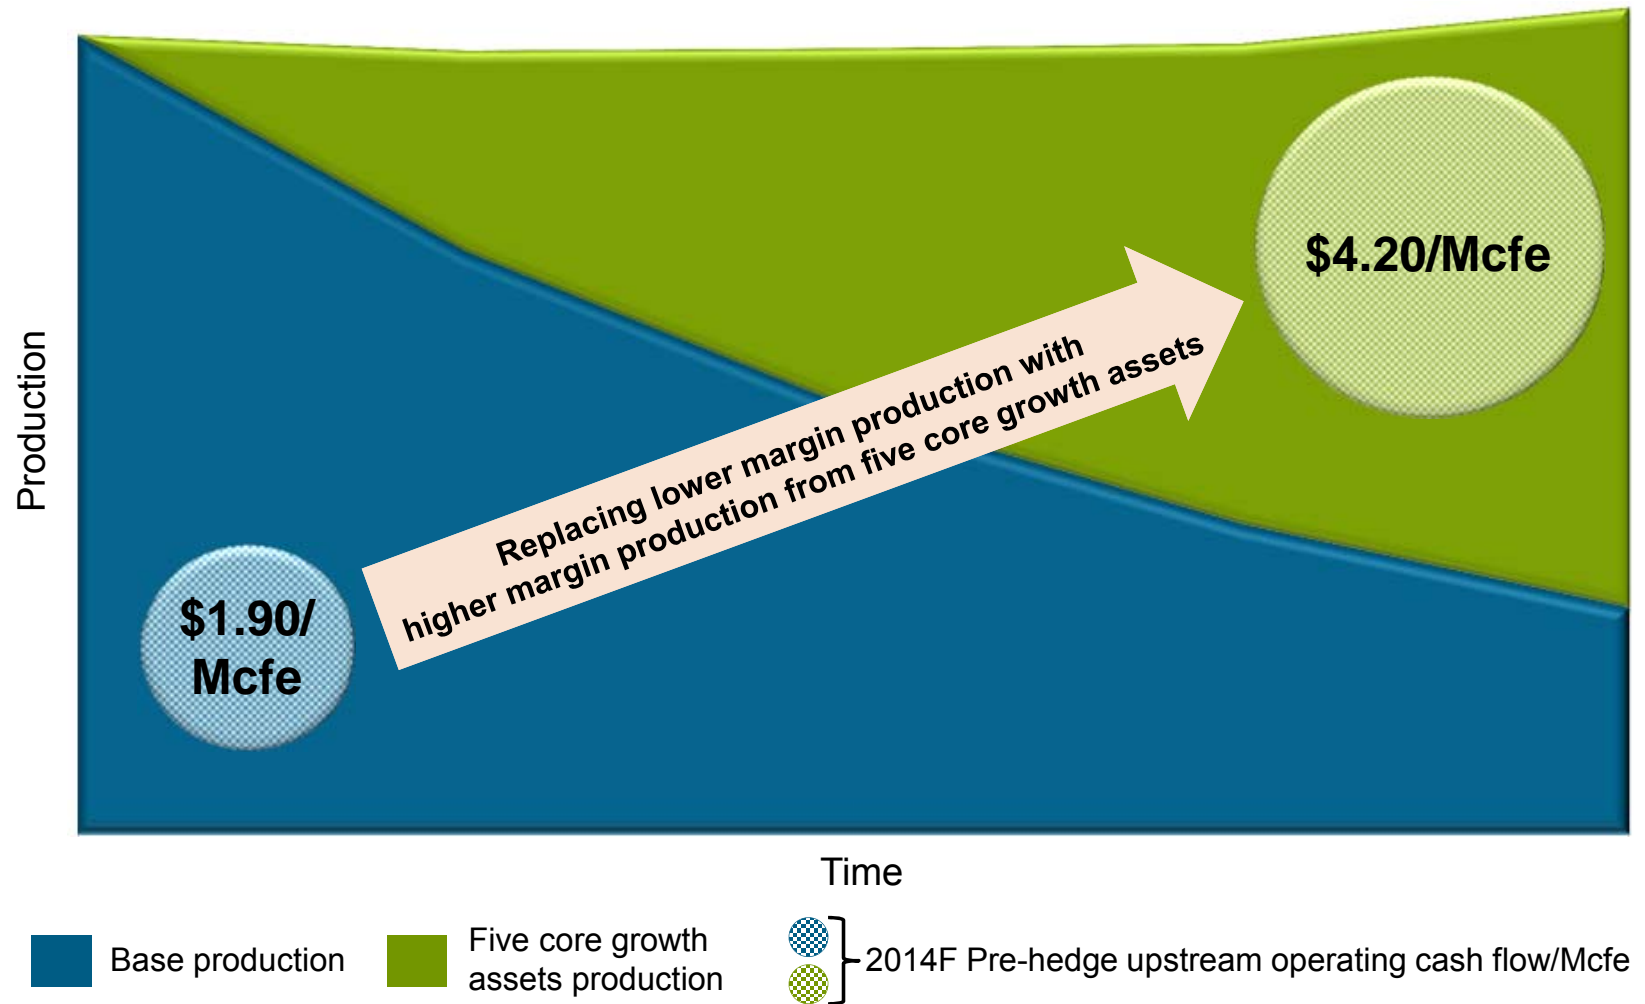 $4.20/Mcfe
Replacing lower margin production with
higher margin production from five core growth assets
Production
$1.90/
Mcfe
Time
Base production
Five core growth
assets production
2014F Pre-hedge upstream operating cash flow/Mcfe